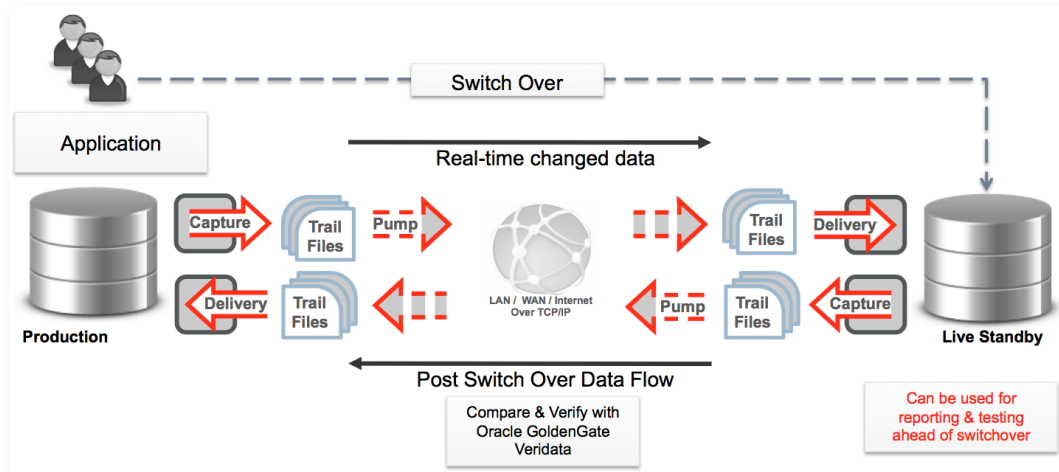 Switch Over
Application
Real-time changed data
Capture
Trail
Files
Pump
Trail
Files
Delivery
LAN / WAN / Internet
Over TCP/IP
Delivery
Trail
Files
Pump
Trail
Files
Capture
Production
Live Standby
Post Switch Over Data Flow
Compare & Verify with
Oracle GoldenGate
Veridata
Can be used for
reporting & testing
ahead of switchover